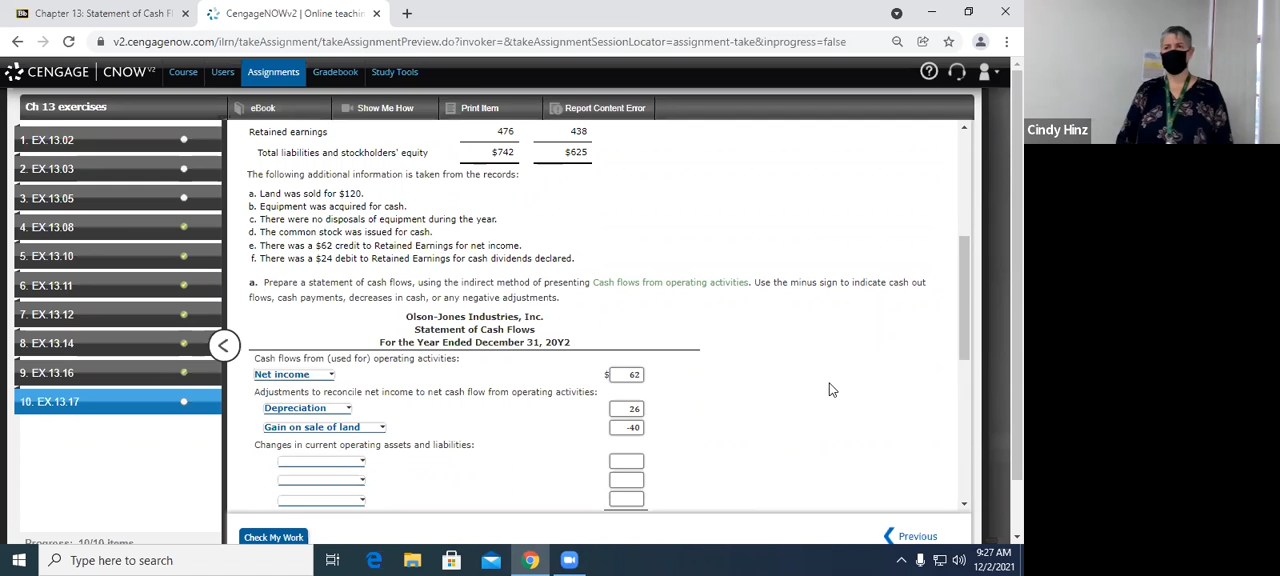 Chapter 13: Statement of Cash Fl
CengageNOWv2 | Online teachin
v2.cengagenow.com/ilrn/takeAssignment/takeAssignmentPreview.do?invoker=&takeAssignmentSessionLocator=assignment-take&inprogress=false
CENGAGE | CNOWv2 Course Users Assignments Gradebook Study Tools
Cindy Hinz
Ch 13 exercises
eBook Show Me How Print Item Report Content Error
1. EX.13.02
2. EX.13.03
3. EX.13.05
4. EX.13.08
5. EX.13.10
6. EX.13.11
7. EX.13.12
8. EX.13.14
9. EX.13.16
10. EX.13.17
Progress: 10/10 items
Retained earnings 476 438
Total liabilities and stockholders' equity $742 $625
The following additional information is taken from the records:
a. Land was sold for $120.
b. Equipment was acquired for cash.
c. There were no disposals of equipment during the year.
d. The common stock was issued for cash.
e. There was a $62 credit to Retained Earnings for net income.
f. There was a $24 debit to Retained Earnings for cash dividends declared.
a. Prepare a statement of cash flows, using the indirect method of presenting Cash flows from operating activities. Use the minus sign to indicate cash out
flows, cash payments, decreases in cash, or any negative adjustments.
Olson-Jones Industries, Inc.
Statement of Cash Flows
For the Year Ended December 31, 20Y2
Cash flows from (used for) operating activities:
Net income $ 62
Adjustments to reconcile net income to net cash flow from operating activities:
Depreciation 26
Gain on sale of land -40
Changes in current operating assets and liabilities:
Check My Work
Previous
Type here to search
9:27 AM
12/2/2021